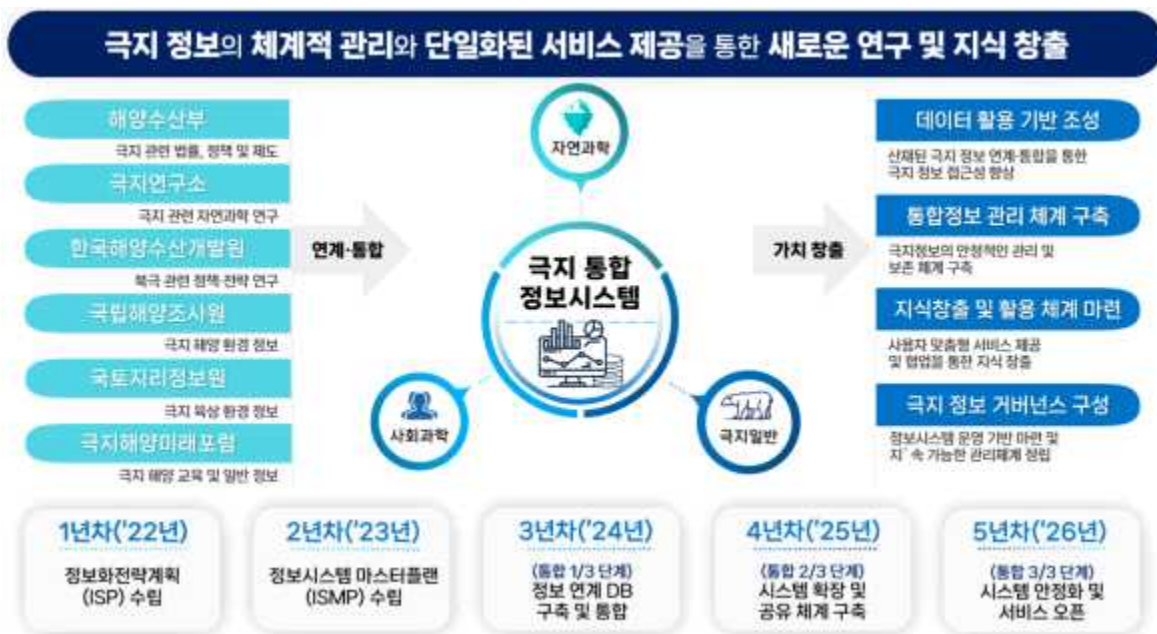 극지 정보의 체계적 관리와 단일화된 서비스 제공을 통한 새로운 연구 및 지식 창출
해양수산부
극지 관련 법률, 정책 및 제도
극지연구소
극지 관련 자연과학 연구
한국해양수산개발원
북극 관련 정책·전략 연구
국립해양조사원
극지 해양 환경 정보
국토지리정보원
극지 육상 환경 정보
극지해양미래포럼
극지 해양 교육 및 일반 정보
연계·통합
자연과학
극지 통합
정보시스템
사회과학
극지일반
가치 창출
데이터 활용 기반 조성
산재된 극지 정보 연계·통합을 통한
극지 정보 접근성 향상
통합정보 관리 체계 구축
극지정보의 안정적인 관리 및
보존 체계 구축
지식창출 및 활용 체계 마련
사용자 맞춤형 서비스 제공
및 협업을 통한 지식 창출
극지 정보 거버넌스 구성
정보시스템 운영 기반 마련 및
지˚속 가능한 관리체계 정립
1년차('22년)
정보화전략계획
(ISP) 수립
2년차('23년)
정보시스템 마스터플랜
(ISMP) 수립
3년차('24년)
(통합 1/3 단계)
정보 연계 DB
구축 및 통합
4년차('25년)
(통합 2/3 단계)
시스템 확장 및
공유 체계 구축
5년차('26년)
(통합 3/3 단계)
시스템 안정화 및
서비스 오픈